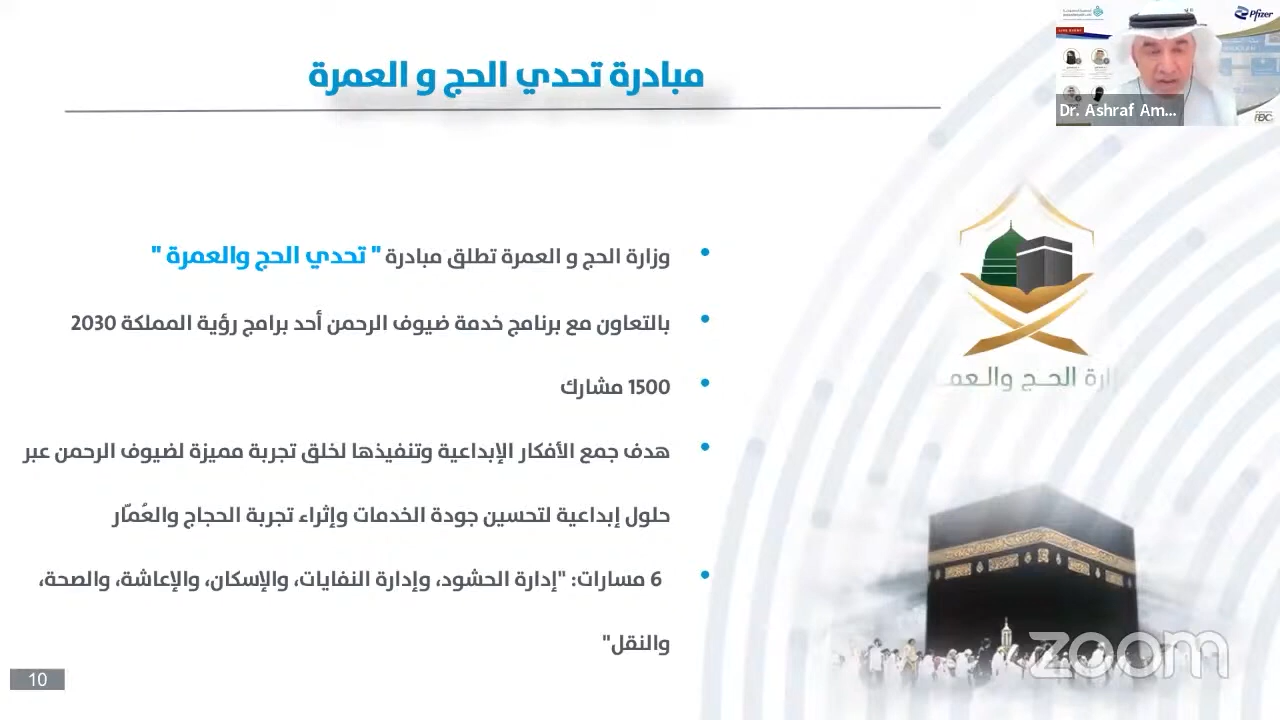 مبادرة تحدي الحج و العمرة
Pfizer
Dr. Ashraf Am...
• وزارة الحج و العمرة تطلق مبادرة " تحدي الحج والعمرة "
• بالتعاون مع برنامج خدمة ضيوف الرحمن أحد برامج رؤية المملكة 2030
• 1500 مشارك
• هدف جمع الأفكار الإبداعية وتنفيذها لخلق تجربة مميزة لضيوف الرحمن عبر
حلول إبداعية لتحسين جودة الخدمات وإثراء تجربة الحجاج والعُمّار
• 6 مسارات: "إدارة الحشود، وإدارة النفايات، والإسكان، والإعاشة، والصحة،
والنقل"
ارة الحـج والـعمـ
zoom
10